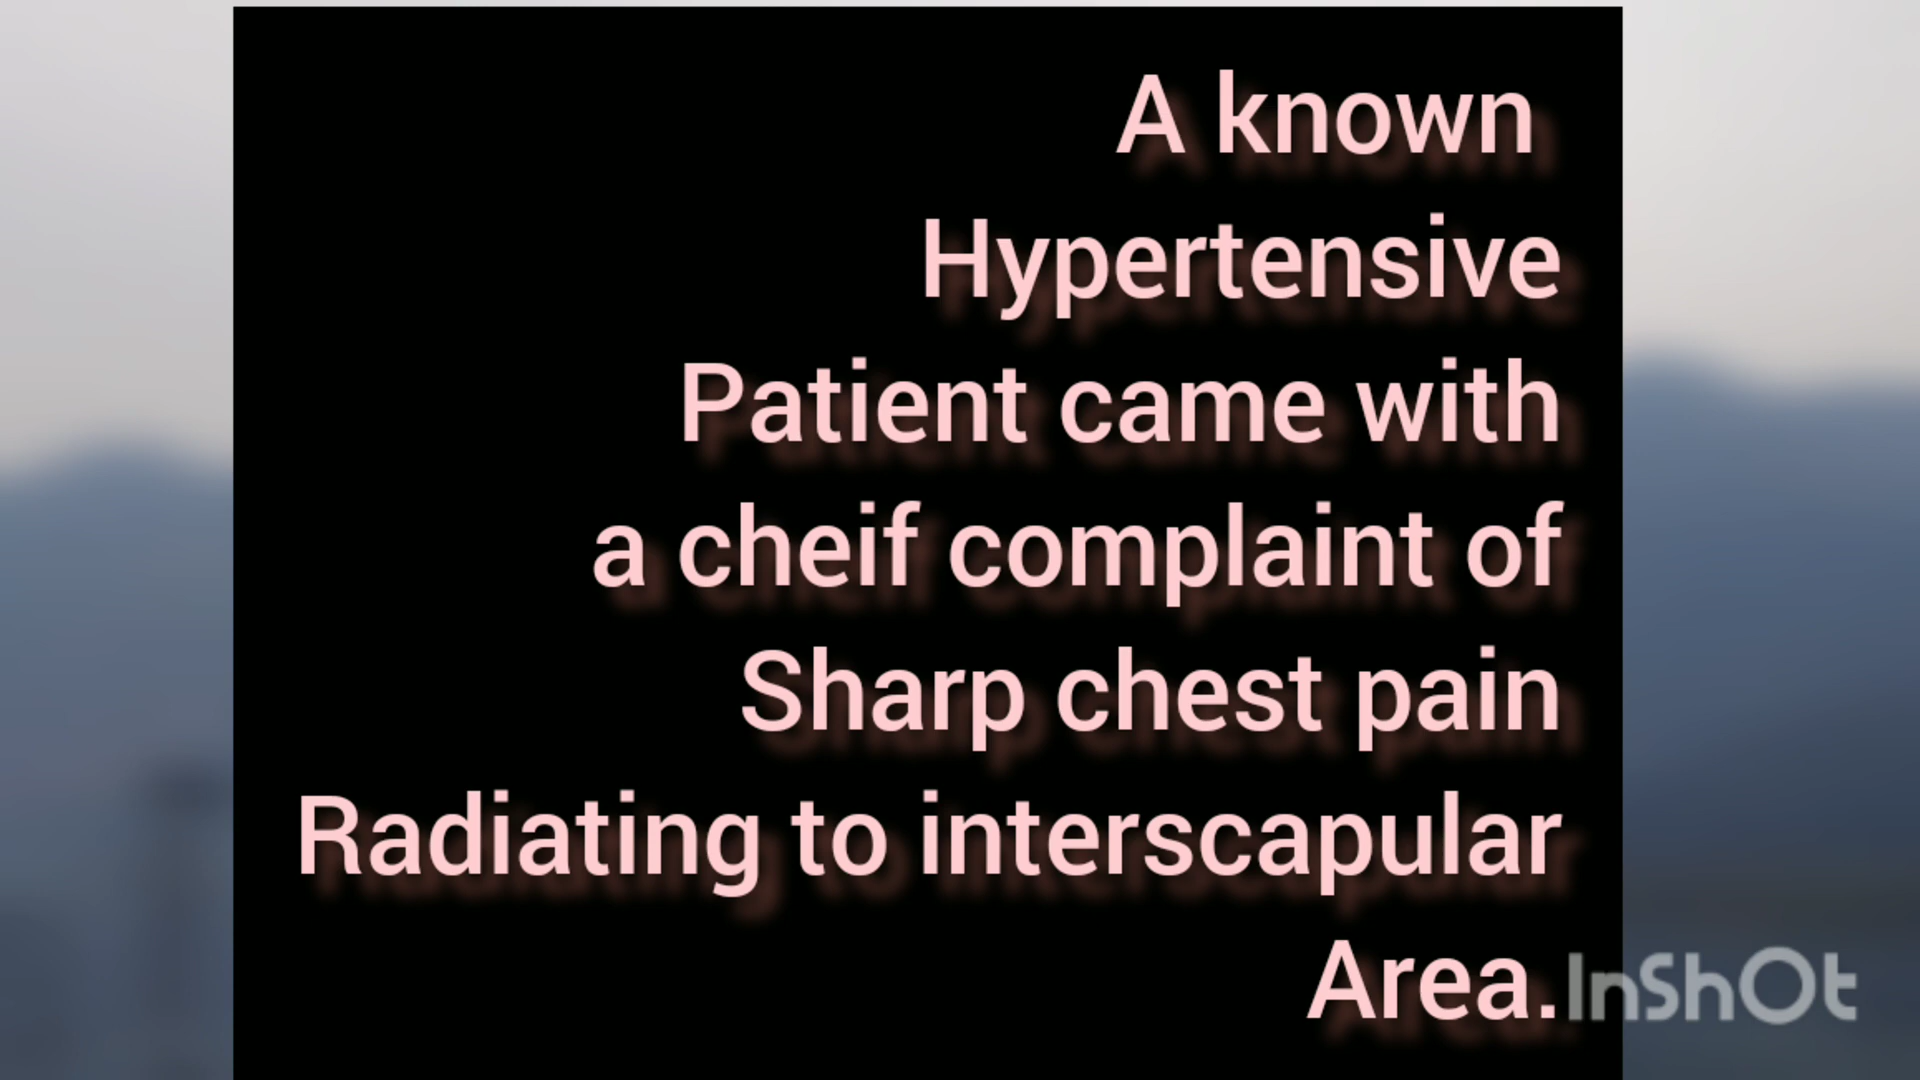 A known
Hypertensive
Patient came with
a cheif complaint of
Sharp chest pain
Radiating to interscapular
Area.
InShOt